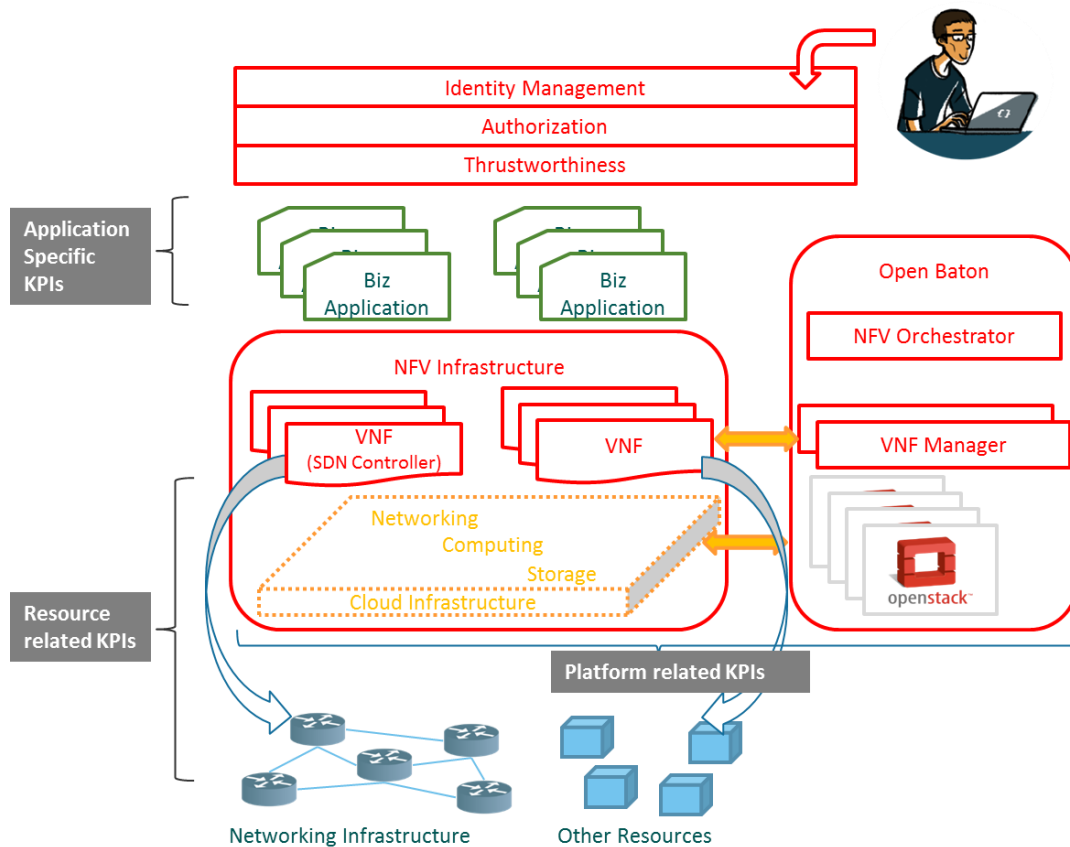 Identity Management
Authorization
Thrustworthiness
Application
Specific
KPIs
Biz
Application
Biz
Application
Open Baton
NFV Orchestrator
NFV Infrastructure
VNF
(SDN Controller)
VNF
VNF Manager
Networking
Computing
Storage
Cloud Infrastructure
openstack™
Resource
related KPIs
Platform related KPIs
Networking Infrastructure
Other Resources